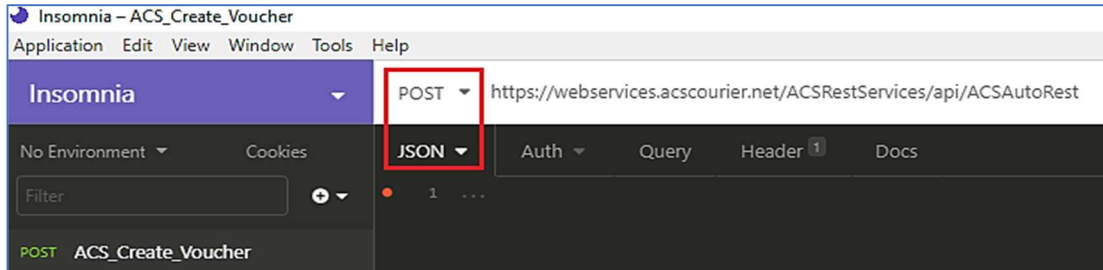 Insomnia – ACS_Create_Voucher
Application Edit View Window Tools Help
Insomnia POST https://webservices.acscourier.net/ACSRestServices/api/ACSAutoRest
No Environment Cookies JSON Auth Query Header 1 Docs
Filter 1 ...
POST ACS_Create_Voucher